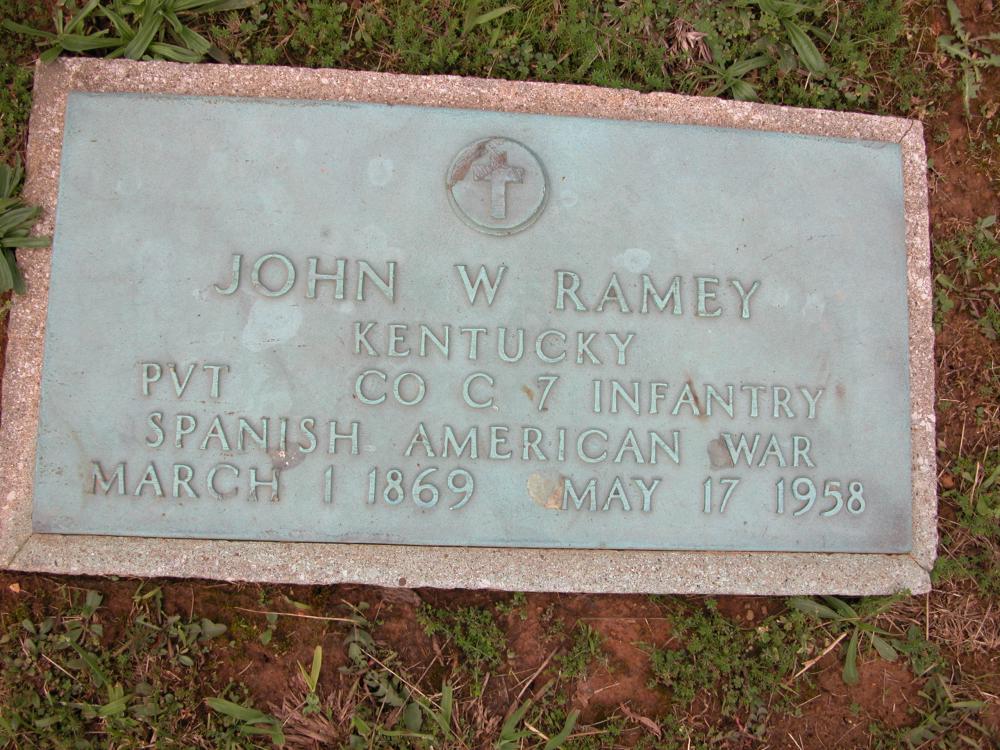 JOHN W RAMEY
KENTUCKY
PVT CO C 7 INFANTRY
SPANISH AMERICAN WAR
MARCH 1 1869 MAY 17 1958